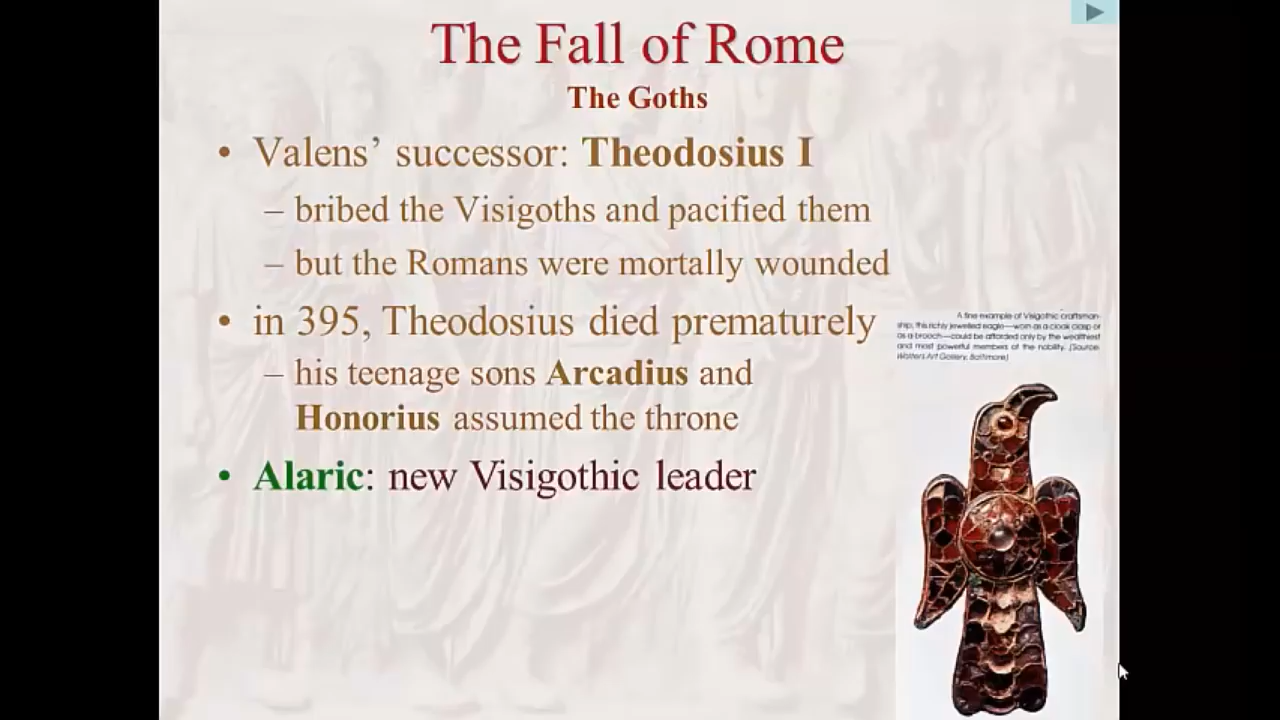 The Fall of Rome
The Goths
• Valens’ successor: Theodosius I
– bribed the Visigoths and pacified them
– but the Romans were mortally wounded
• in 395, Theodosius died prematurely
– his teenage sons Arcadius and
Honorius assumed the throne
• Alaric: new Visigothic leader
A fine example of Visigothic craftsman-
ship, this richly jewelled eagle—worn as a cloak clasp or
as a brooch—could be afforded only by the wealthiest
and most powerful members of the nobility. (Source:
Walters Art Gallery, Baltimore)